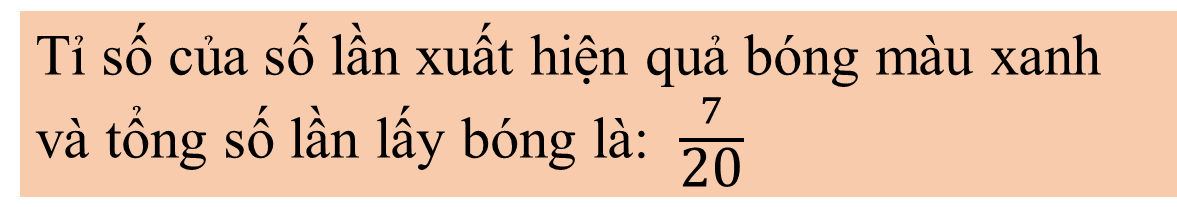 Tỉ số của số lần xuất hiện quả bóng màu xanh
và tổng số lần lấy bóng là: 7/20